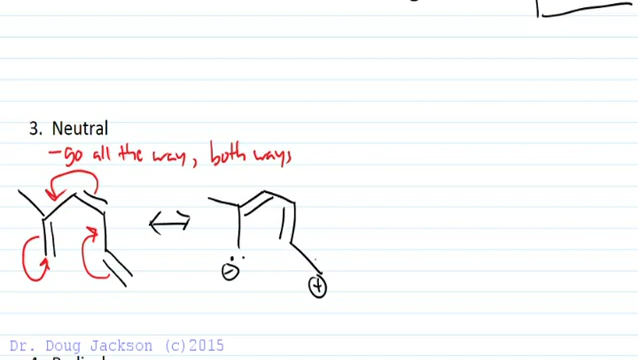 3. Neutral
- go all the way, both ways
Dr. Doug Jackson (c)2015